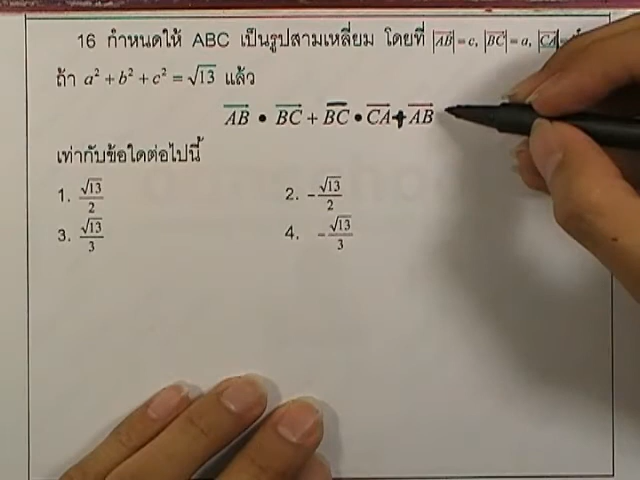 16 กำหนดให้ ABC เป็นรูปสามเหลี่ยม โดยที่ |AB| = c, |BC| = a, |CA| =
ถ้า a² + b² + c² = √13 แล้ว
AB • BC + BC • CA + AB
เท่ากับข้อใดต่อไปนี้
1. √13/2 2. -√13/2
3. √13/3 4. -√13/3